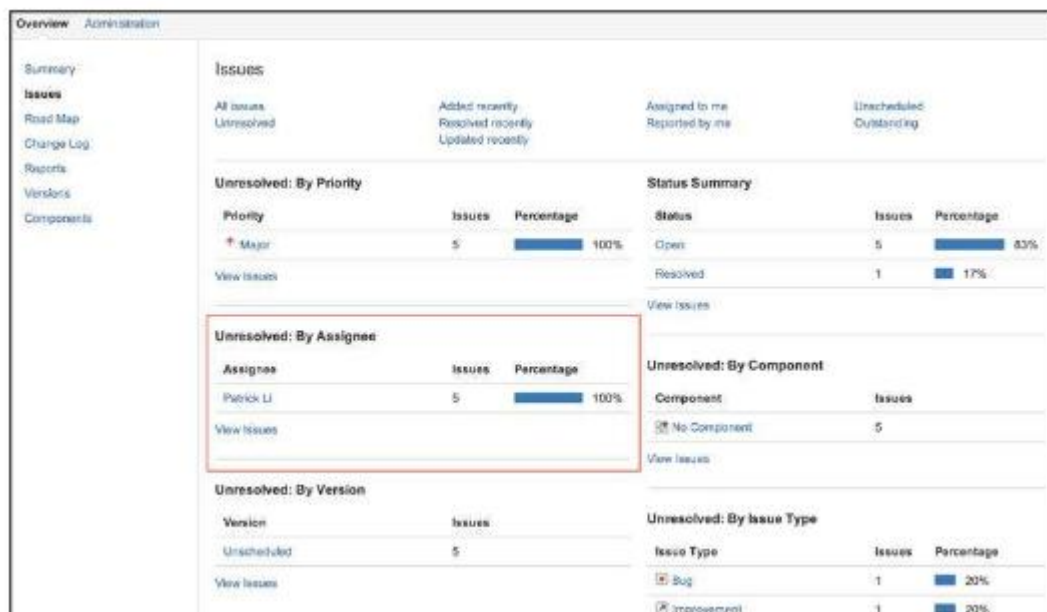 Overview Administration
Summary
Issues
Road Map
Change Log
Reports
Versions
Components
Issues
All issues
Unresolved
Added recently
Resolved recently
Updated recently
Assigned to me
Reported by me
Unscheduled
Outstanding
Unresolved: By Priority
Priority Issues Percentage
Major 5 100%
View Issues
Unresolved: By Assignee
Assignee Issues Percentage
Patrick Li 5 100%
View Issues
Unresolved: By Version
Version Issues
Unscheduled 5
View Issues
Status Summary
Status Issues Percentage
Open 5 83%
Resolved 1 17%
View Issues
Unresolved: By Component
Component Issues
No Component 5
View Issues
Unresolved: By Issue Type
Issue Type Issues Percentage
Bug 1 20%
Improvement 1 20%